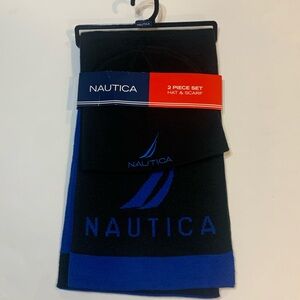 NAUTICA
2 PIECE SET
HAT & SCARF
NAUTICA
NAUTICA